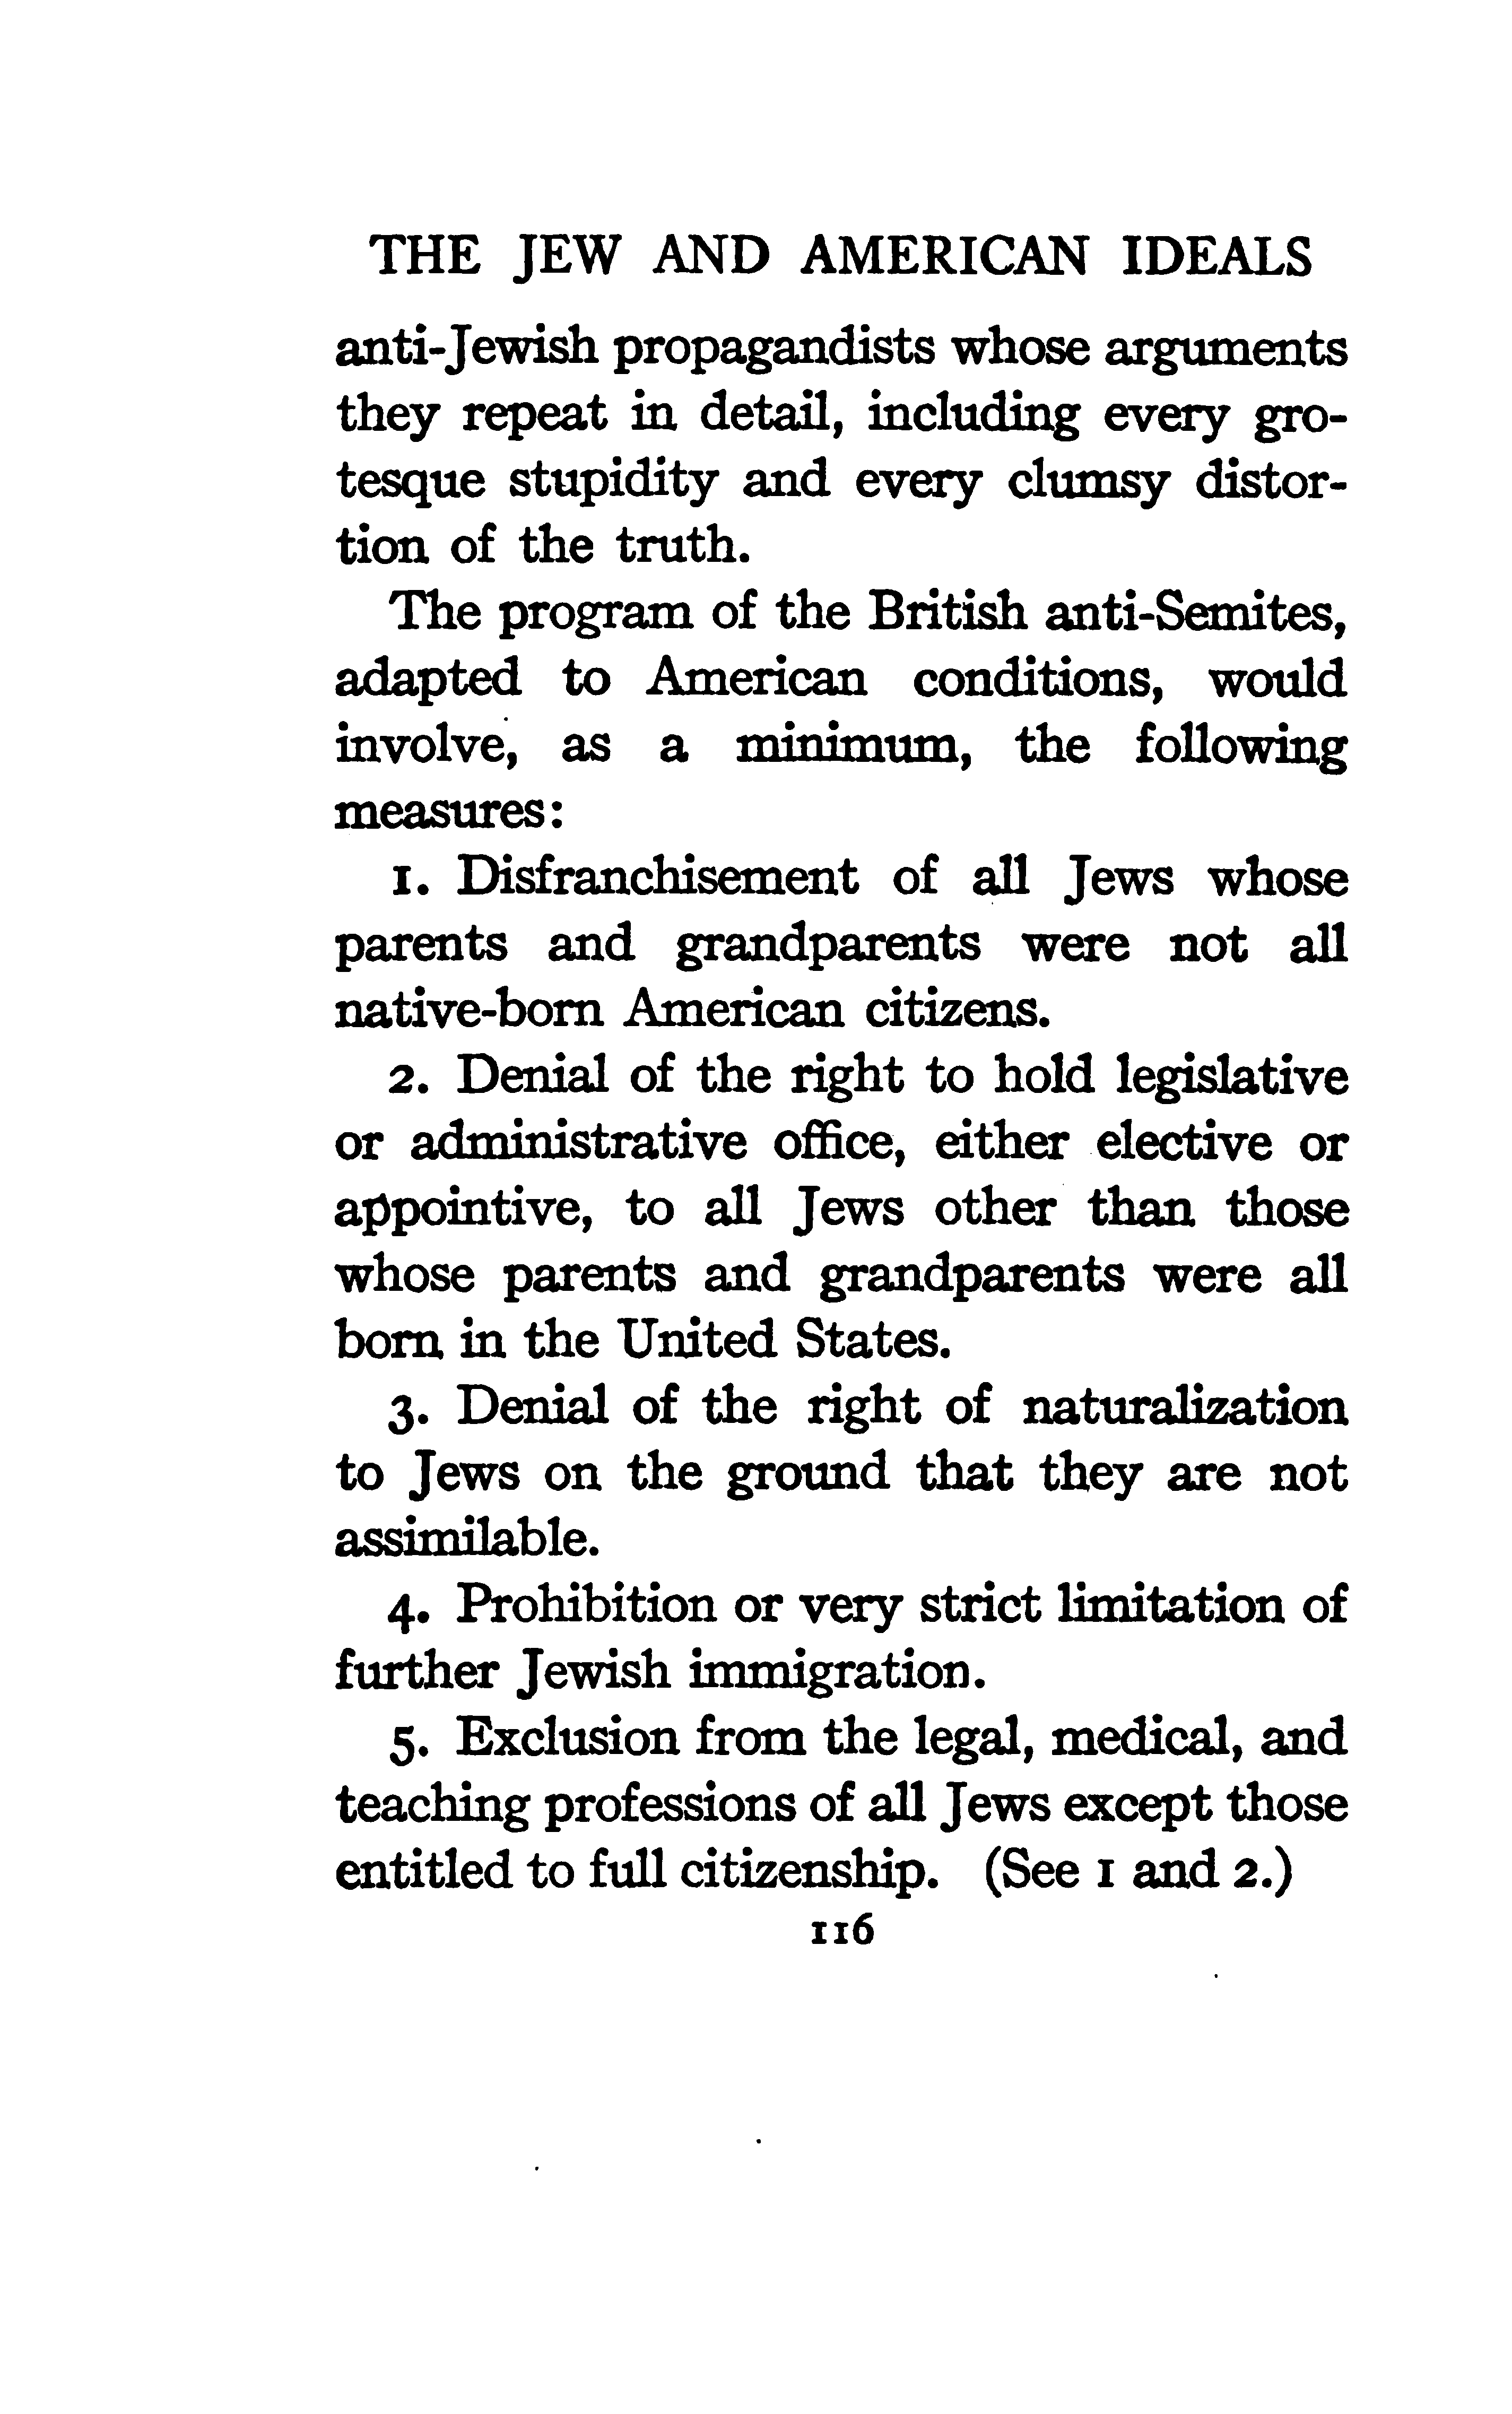 THE JEW AND AMERICAN IDEALS
anti-Jewish propagandists whose arguments
they repeat in detail, including every gro-
tesque stupidity and every clumsy distor-
tion of the truth.
The program of the British anti-Semites,
adapted to American conditions, would
involve, as a minimum, the following
measures:
1. Disfranchisement of all Jews whose
parents and grandparents were not all
native-born American citizens.
2. Denial of the right to hold legislative
or administrative office, either elective or
appointive, to all Jews other than those
whose parents and grandparents were all
born in the United States.
3. Denial of the right of naturalization
to Jews on the ground that they are not
assimilable.
4. Prohibition or very strict limitation of
further Jewish immigration.
5. Exclusion from the legal, medical, and
teaching professions of all Jews except those
entitled to full citizenship. (See 1 and 2.)
116